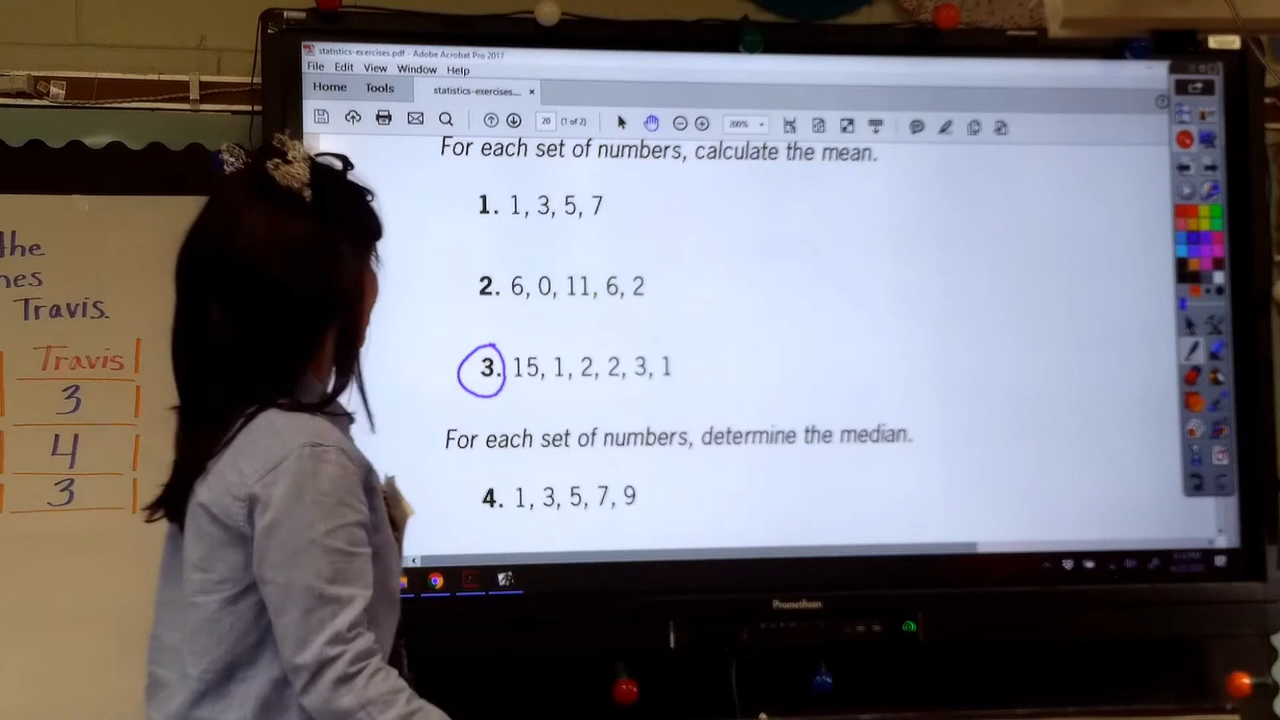 statistics-exercises.pdf - Adobe Acrobat Pro 2017
File Edit View Window Help
Home Tools statistics-exercises... ×
20 (1 of 2) 200%
For each set of numbers, calculate the mean.
1. 1, 3, 5, 7
2. 6, 0, 11, 6, 2
3. 15, 1, 2, 2, 3, 1
For each set of numbers, determine the median.
4. 1, 3, 5, 7, 9
the
Travis.
Travis
3
4
3
Promethean